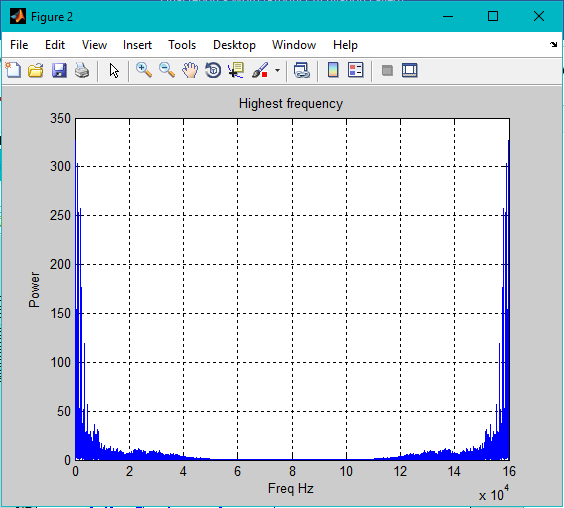 Figure 2
File Edit View Insert Tools Desktop Window Help
Highest frequency
350
300
250
200
150
100
50
0
Power
0 2 4 6 8 10 12 14 16
Freq Hz
x 10^4